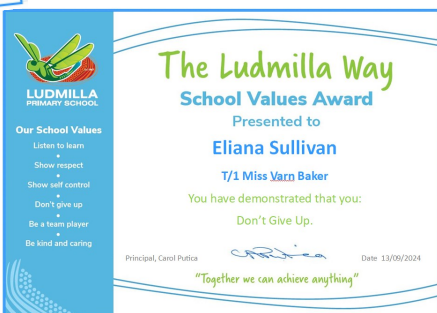 LUDMILLA
PRIMARY SCHOOL
Our School Values
Listen to learn
Show respect
Show self control
Don't give up
Be a team player
Be kind and caring
The Ludmilla Way
School Values Award
Presented to
Eliana Sullivan
T/1 Miss Varn Baker
You have demonstrated that you:
Don't Give Up.
Principal, Carol Putica
Date 13/09/2024
"Together we can achieve anything"